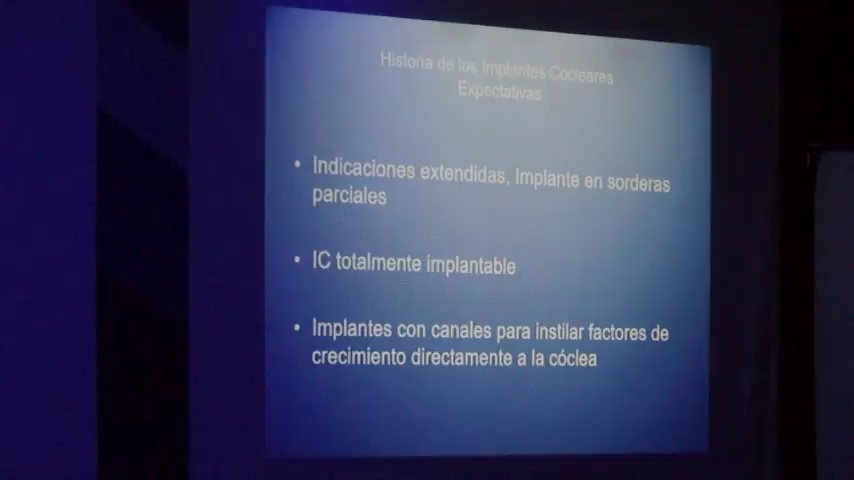 Historia de los Implantes Cocleares
Expectativas
• Indicaciones extendidas, Implante en sorderas
parciales
• IC totalmente implantable
• Implantes con canales para instilar factores de
crecimiento directamente a la cóclea